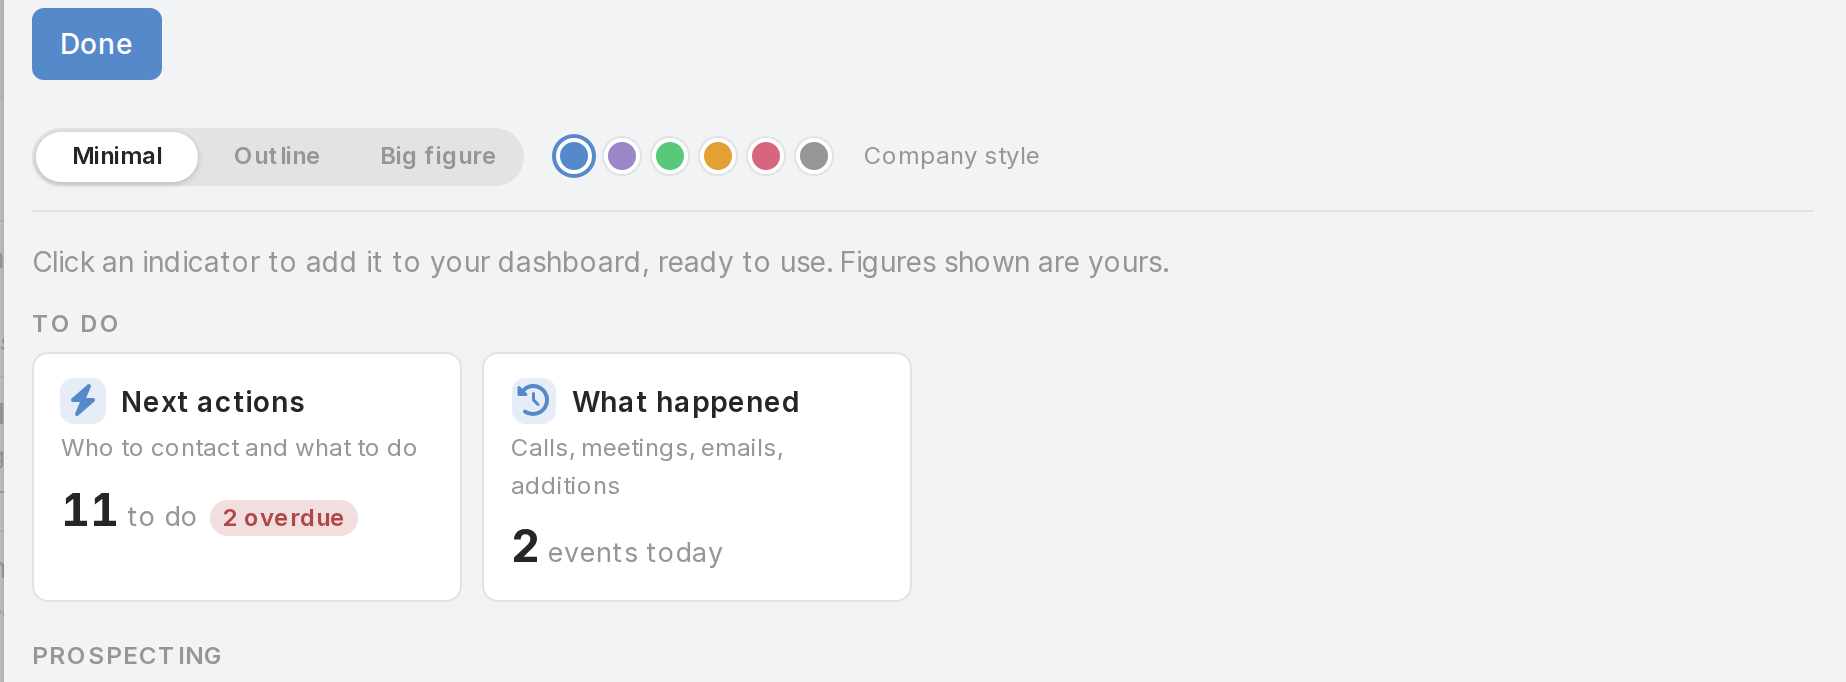 Done
Minimal Outline Big figure Company style
Click an indicator to add it to your dashboard, ready to use. Figures shown are yours.
TO DO
Next actions
Who to contact and what to do
11 to do 2 overdue
What happened
Calls, meetings, emails,
additions
2 events today
PROSPECTING